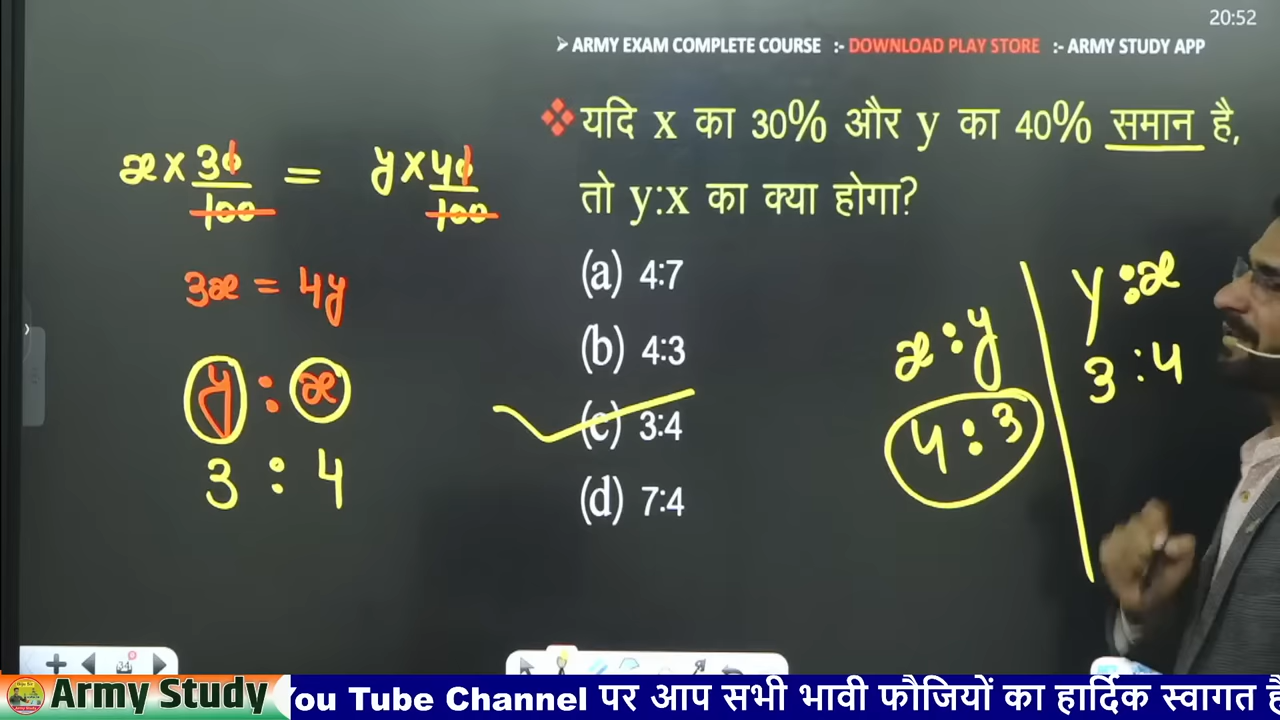 20:52
➢ ARMY EXAM COMPLETE COURSE :- DOWNLOAD PLAY STORE :- ARMY STUDY APP
❖ यदि x का 30% और y का 40% समान है,
तो y:x का क्या होगा?
(a) 4:7
(b) 4:3
(c) 3:4
(d) 7:4
x × 30/100 = y × 40/100
3x = 4y
y : x
3 : 4
x : y
4 : 3
y : x
3 : 4
34
Army Study
You Tube Channel पर आप सभी भावी फौजियों का हार्दिक स्वागत है